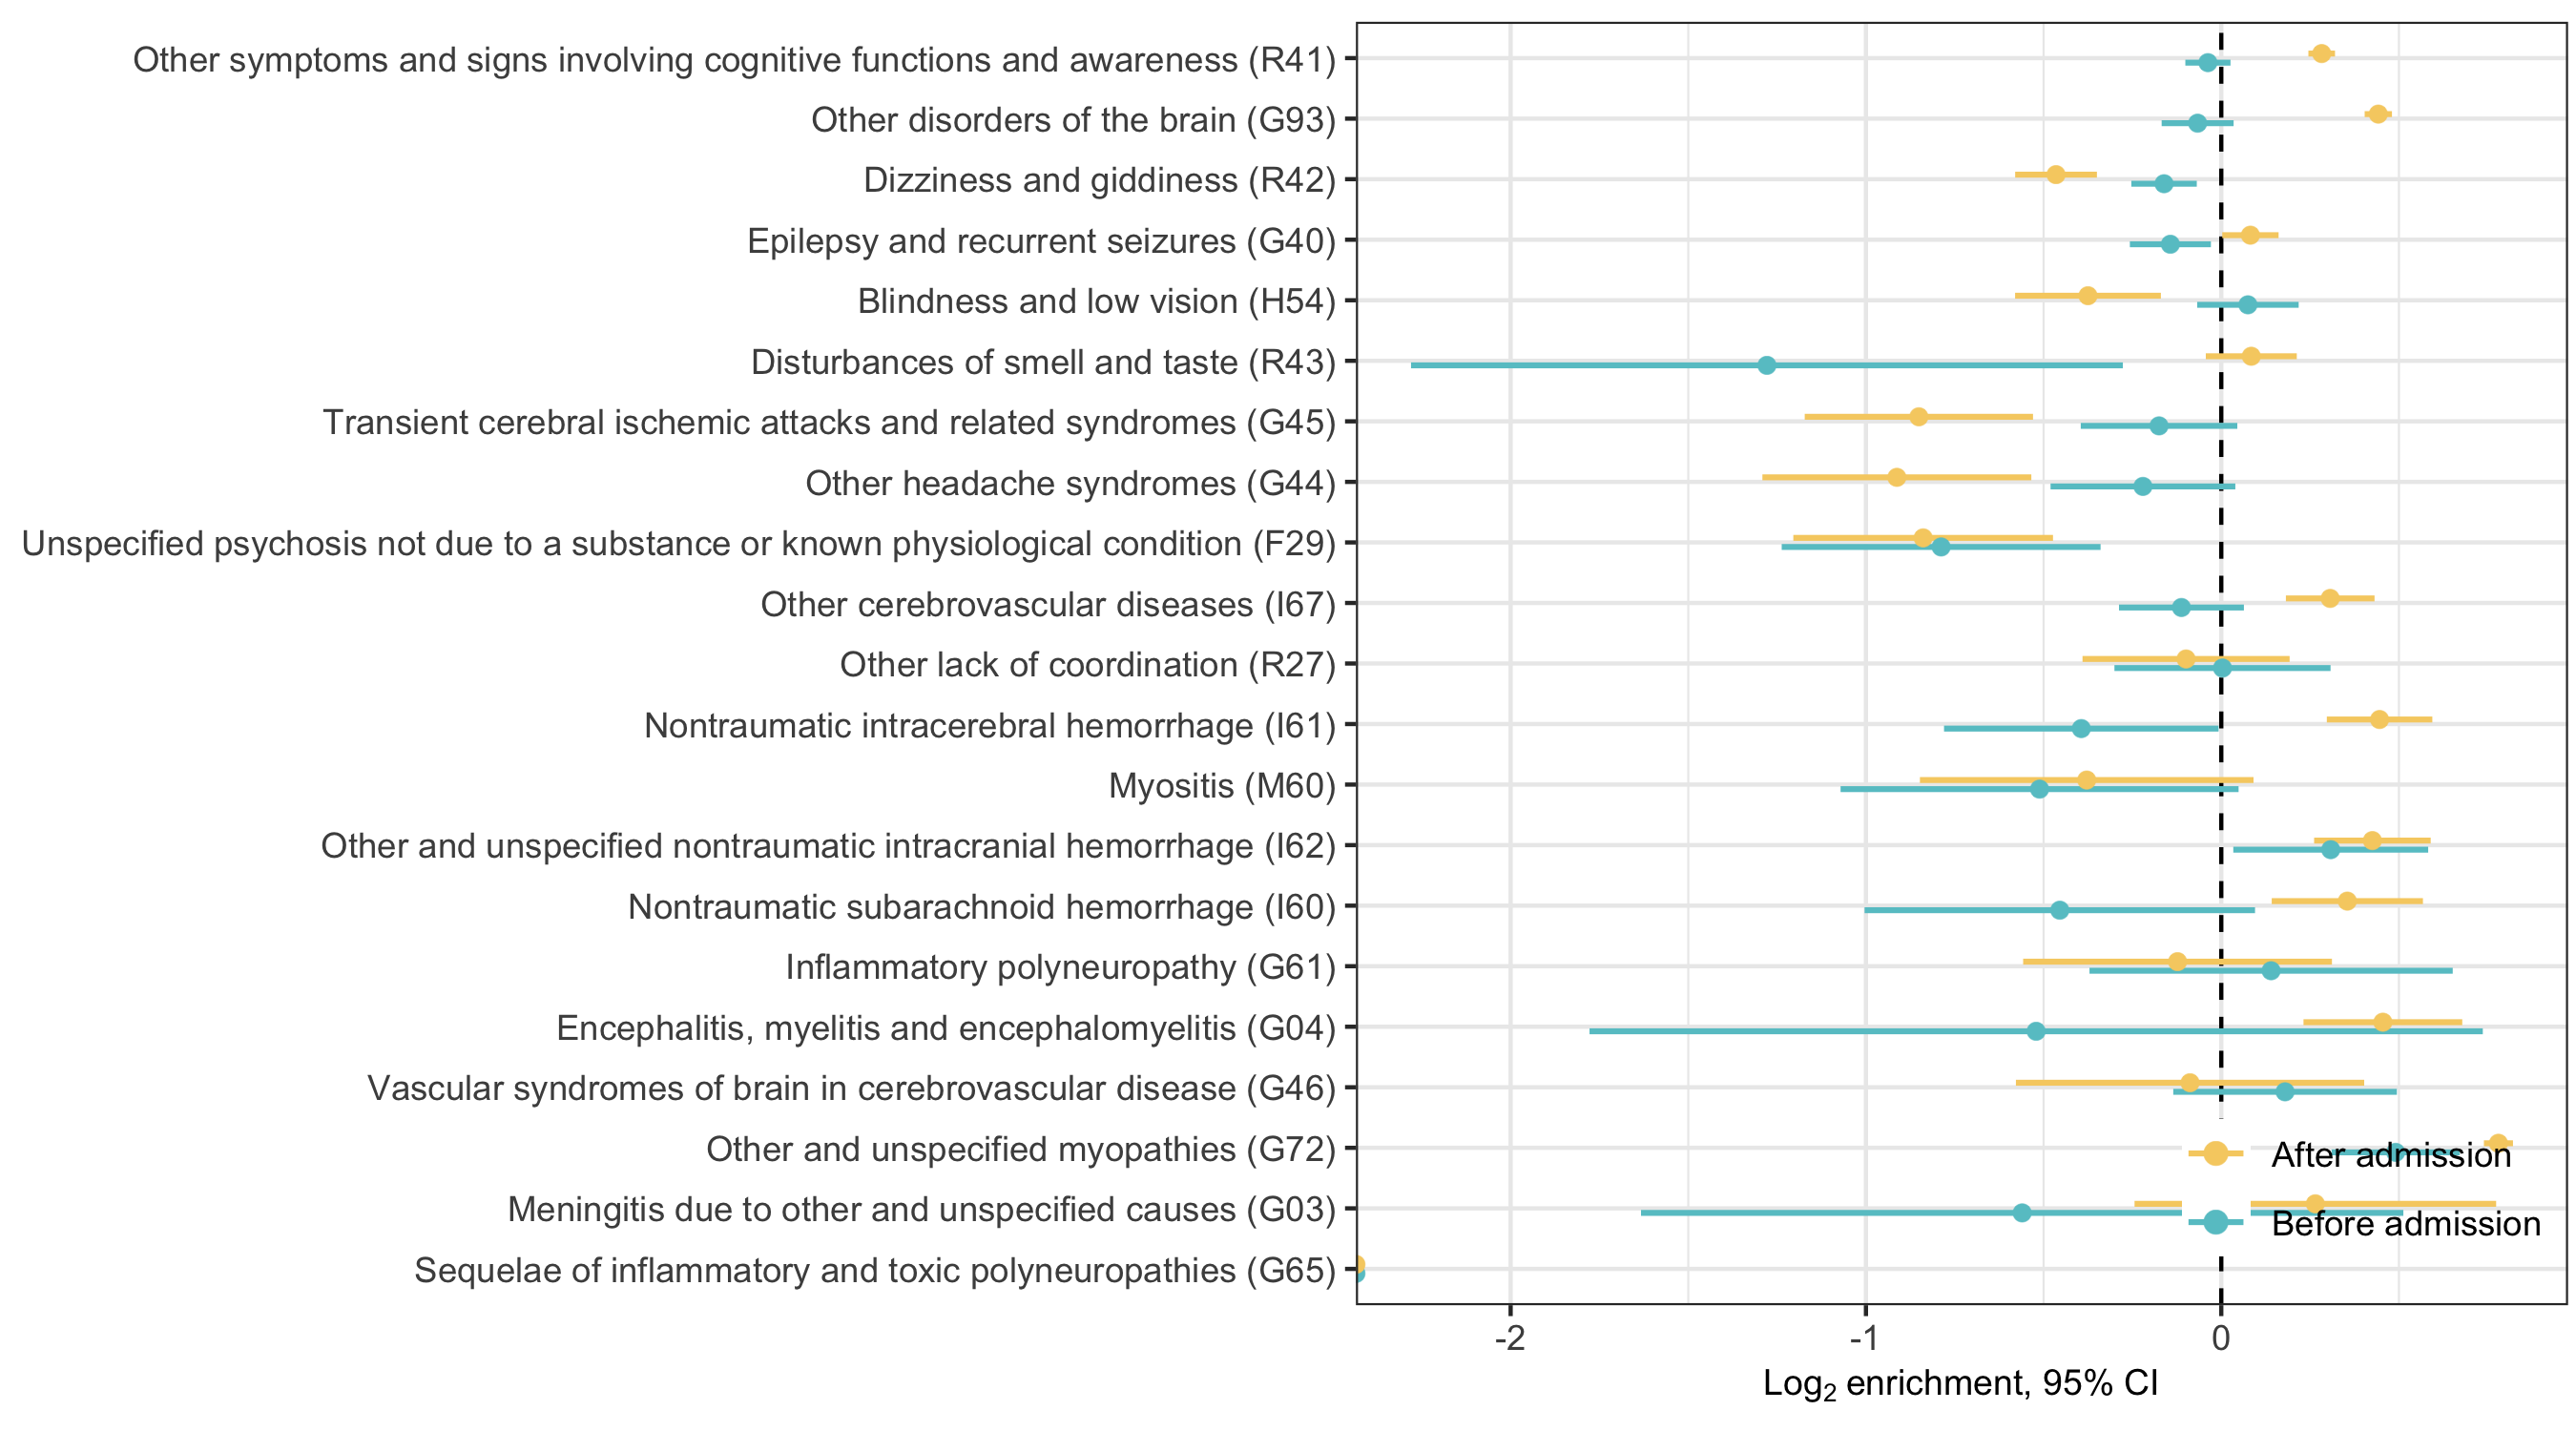 Other symptoms and signs involving cognitive functions and awareness (R41)
Other disorders of the brain (G93)
Dizziness and giddiness (R42)
Epilepsy and recurrent seizures (G40)
Blindness and low vision (H54)
Disturbances of smell and taste (R43)
Transient cerebral ischemic attacks and related syndromes (G45)
Other headache syndromes (G44)
Unspecified psychosis not due to a substance or known physiological condition (F29)
Other cerebrovascular diseases (I67)
Other lack of coordination (R27)
Nontraumatic intracerebral hemorrhage (I61)
Myositis (M60)
Other and unspecified nontraumatic intracranial hemorrhage (I62)
Nontraumatic subarachnoid hemorrhage (I60)
Inflammatory polyneuropathy (G61)
Encephalitis, myelitis and encephalomyelitis (G04)
Vascular syndromes of brain in cerebrovascular disease (G46)
Other and unspecified myopathies (G72)
Meningitis due to other and unspecified causes (G03)
Sequelae of inflammatory and toxic polyneuropathies (G65)
After admission
Before admission
-2 -1 0
Log₂ enrichment, 95% CI